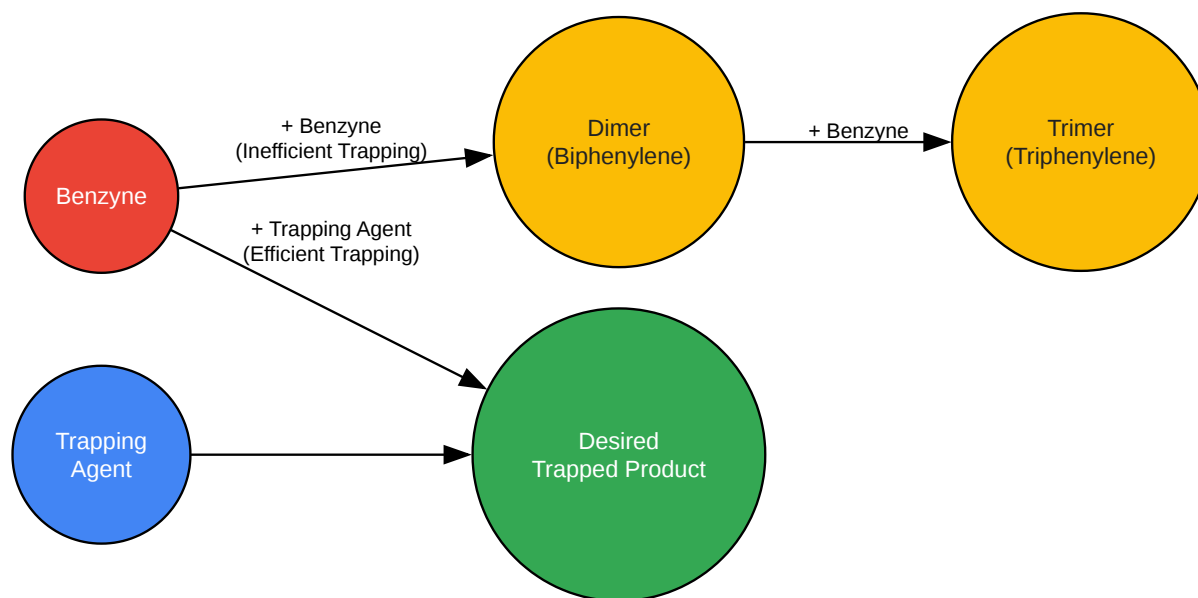 Benzyne
+ Benzyne
(Inefficient Trapping)
Dimer
(Biphenylene)
+ Benzyne
Trimer
(Triphenylene)
+ Trapping Agent
(Efficient Trapping)
Trapping
Agent
Desired
Trapped Product